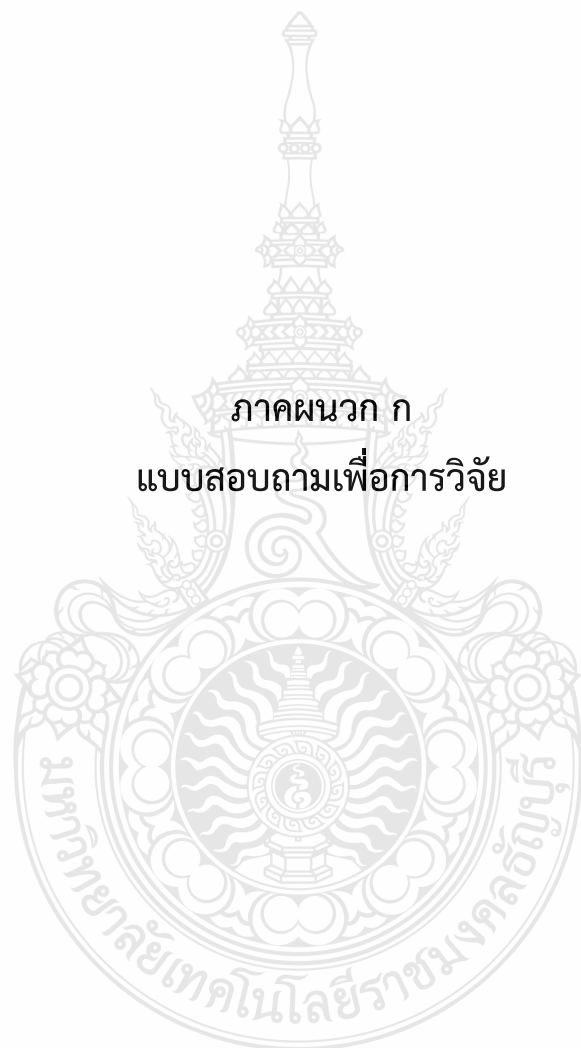 ภาคผนวก ก
แบบสอบถามเพื่อการวิจัย
มหาวิทยาลัยเทคโนโลยีราชมงคลธัญบุรี